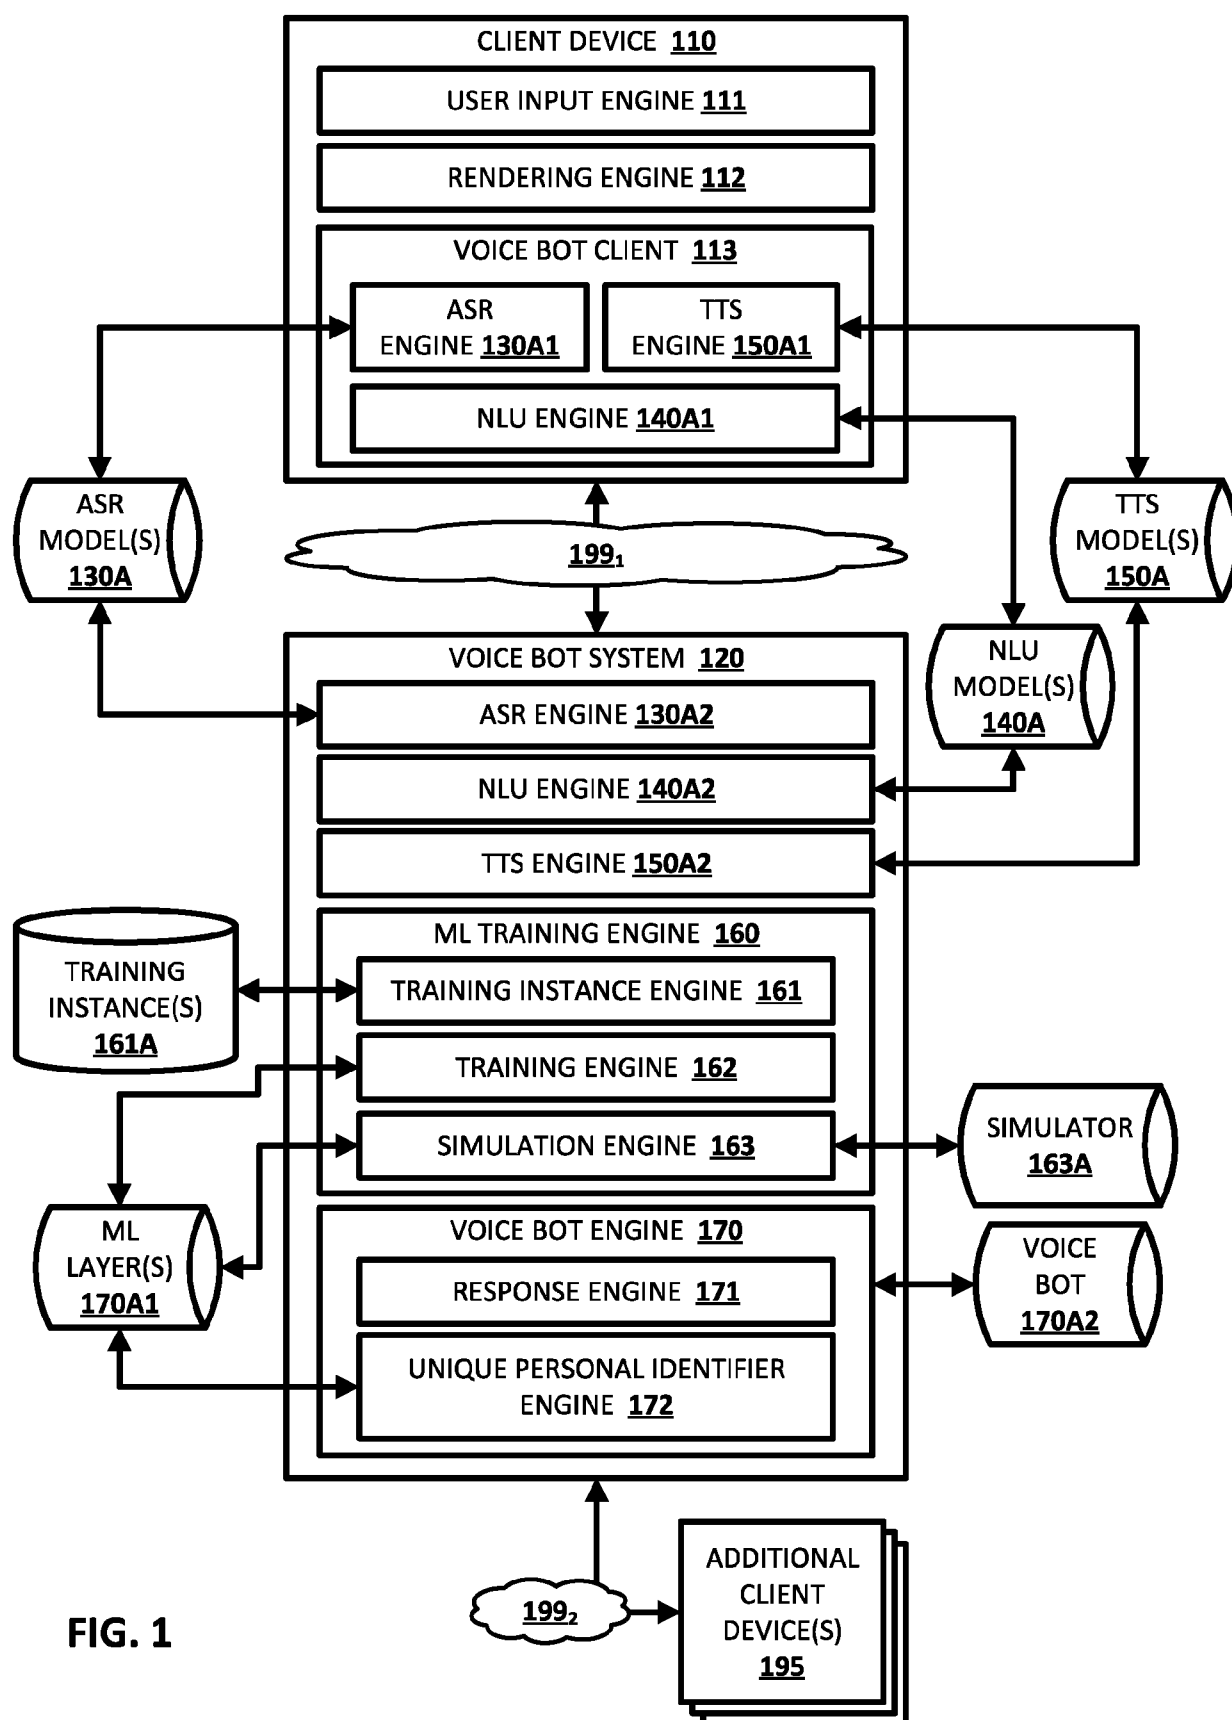 CLIENT DEVICE 110
USER INPUT ENGINE 111
RENDERING ENGINE 112
VOICE BOT CLIENT 113
ASR
ENGINE 130A1
TTS
ENGINE 150A1
NLU ENGINE 140A1
ASR
MODEL(S)
130A
199₁
TTS
MODEL(S)
150A
NLU
MODEL(S)
140A
VOICE BOT SYSTEM 120
ASR ENGINE 130A2
NLU ENGINE 140A2
TTS ENGINE 150A2
ML TRAINING ENGINE 160
TRAINING
INSTANCE(S)
161A
TRAINING INSTANCE ENGINE 161
TRAINING ENGINE 162
SIMULATION ENGINE 163
SIMULATOR
163A
ML
LAYER(S)
170A1
VOICE BOT ENGINE 170
RESPONSE ENGINE 171
UNIQUE PERSONAL IDENTIFIER
ENGINE 172
VOICE
BOT
170A2
199₂
ADDITIONAL
CLIENT
DEVICE(S)
195
FIG. 1